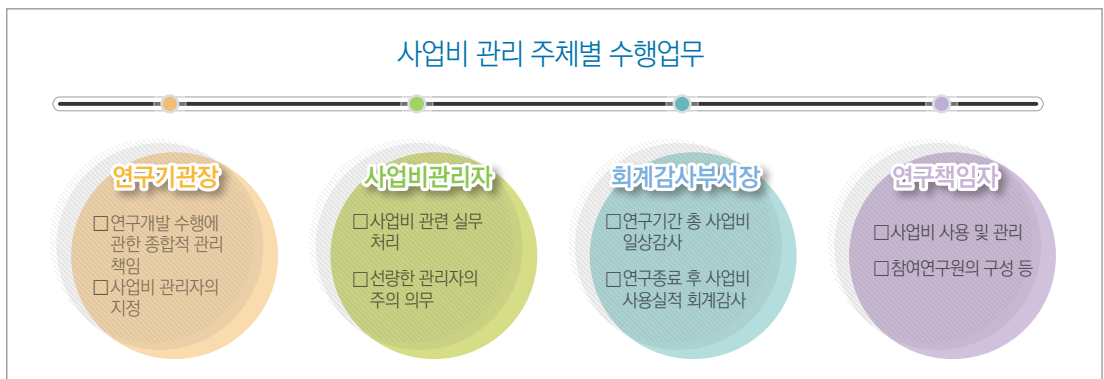 사업비 관리 주체별 수행업무
연구기관장
□연구개발 수행에
관한 종합적 관리
책임
□사업비 관리자의
지정
사업비관리자
□사업비 관련 실무
처리
□선량한 관리자의
주의 의무
회계감사부서장
□연구기간 총 사업비
일상감사
□연구종료 후 사업비
사용실적 회계감사
연구책임자
□사업비 사용 및 관리
□참여연구원의 구성 등